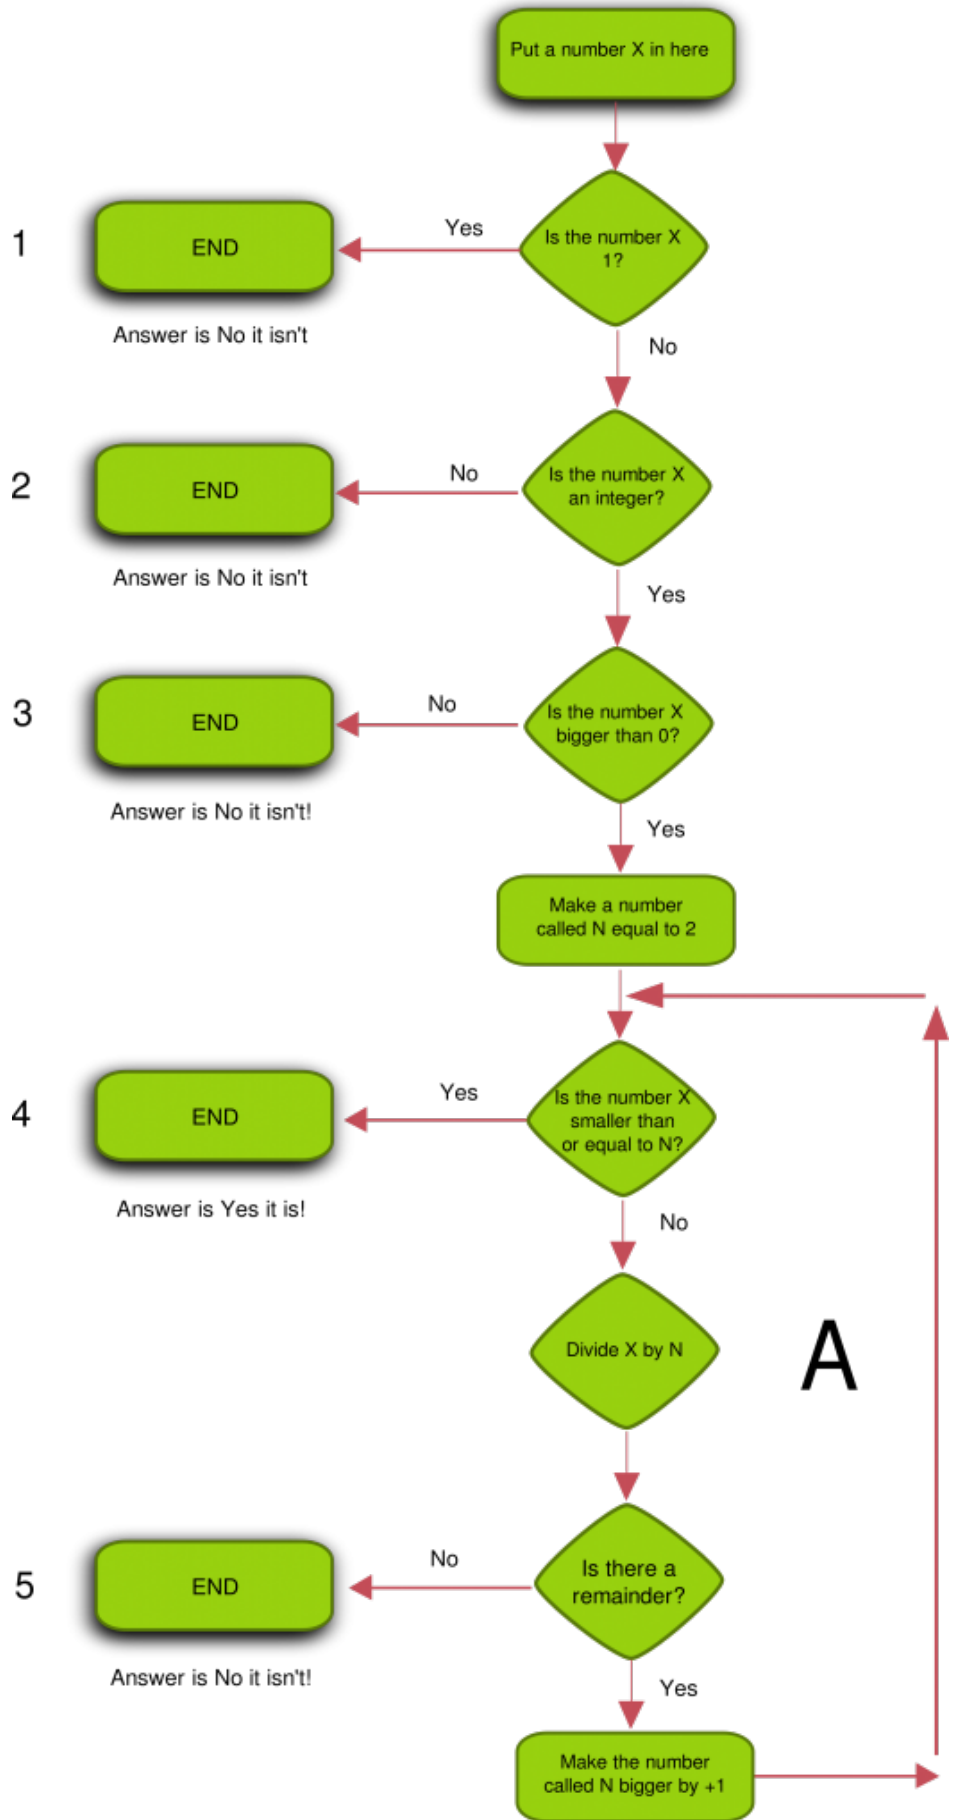 Put a number X in here
1
END
Yes
Is the number X
1?
Answer is No it isn't
No
2
END
No
Is the number X
an integer?
Answer is No it isn't
Yes
3
END
No
Is the number X
bigger than 0?
Answer is No it isn't!
Yes
Make a number
called N equal to 2
4
END
Yes
Is the number X
smaller than
or equal to N?
Answer is Yes it is!
No
Divide X by N
A
5
END
No
Is there a
remainder?
Answer is No it isn't!
Yes
Make the number
called N bigger by +1